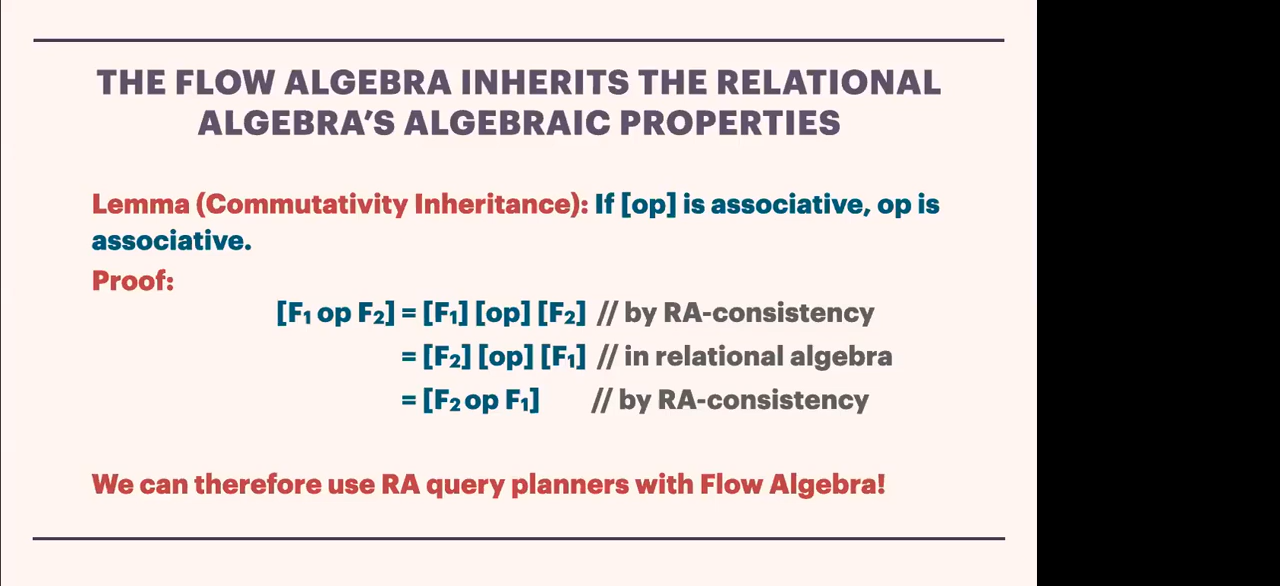 THE FLOW ALGEBRA INHERITS THE RELATIONAL
ALGEBRA’S ALGEBRAIC PROPERTIES
Lemma (Commutativity Inheritance): If [op] is associative, op is
associative.
Proof:
[F₁ op F₂] = [F₁] [op] [F₂] // by RA-consistency
= [F₂] [op] [F₁] // in relational algebra
= [F₂ op F₁] // by RA-consistency
We can therefore use RA query planners with Flow Algebra!